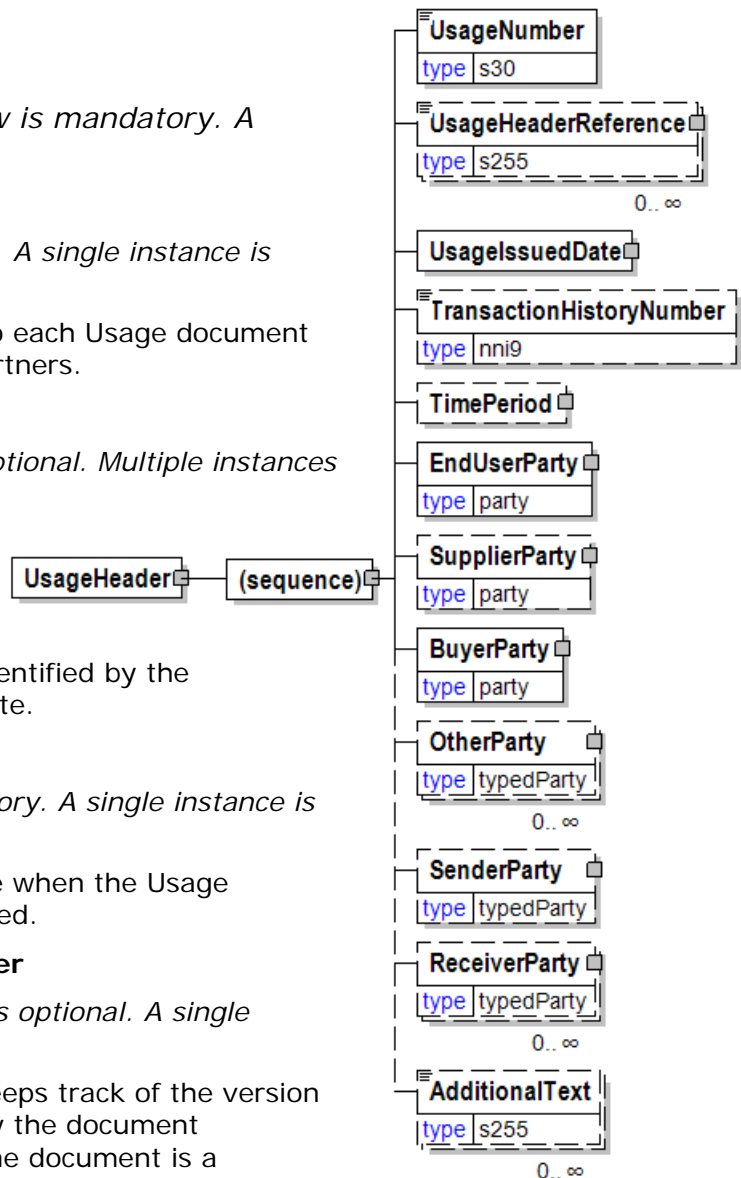 UsageNumber
type s30
w is mandatory. A
UsageHeaderReference
type s255
0.. ∞
. A single instance is
UsageIssuedDate
each Usage document
rtners.
TransactionHistoryNumber
type nni9
TimePeriod
ptional. Multiple instances
EndUserParty
type party
UsageHeader
(sequence)
SupplierParty
type party
entified by the
te.
BuyerParty
type party
OtherParty
type typedParty
0.. ∞
ory. A single instance is
e when the Usage
ed.
SenderParty
type typedParty
er
s optional. A single
ReceiverParty
type typedParty
0.. ∞
eeps track of the version
w the document
ne document is a
AdditionalText
type s255
0.. ∞